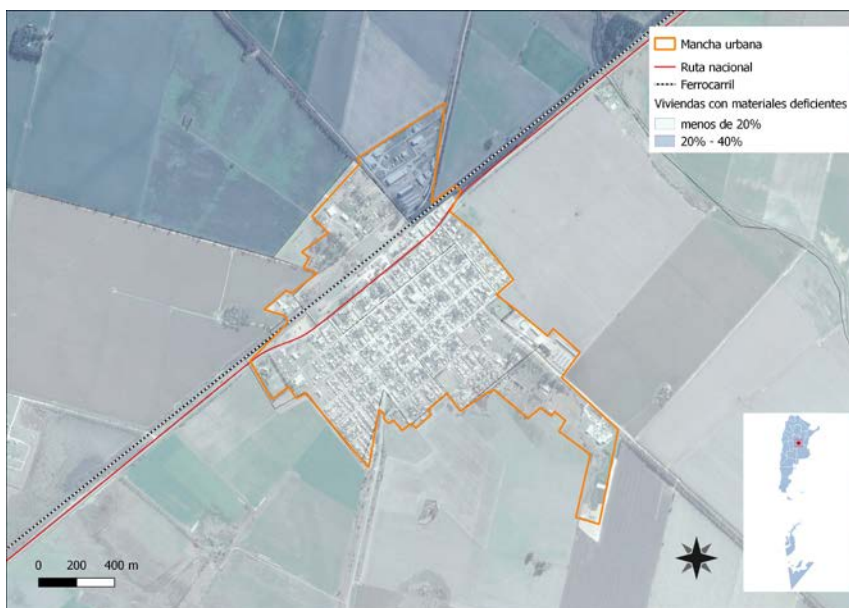 Mancha urbana
Ruta nacional
Ferrocarril
Viviendas con materiales deficientes
menos de 20%
20% - 40%
0 200 400 m